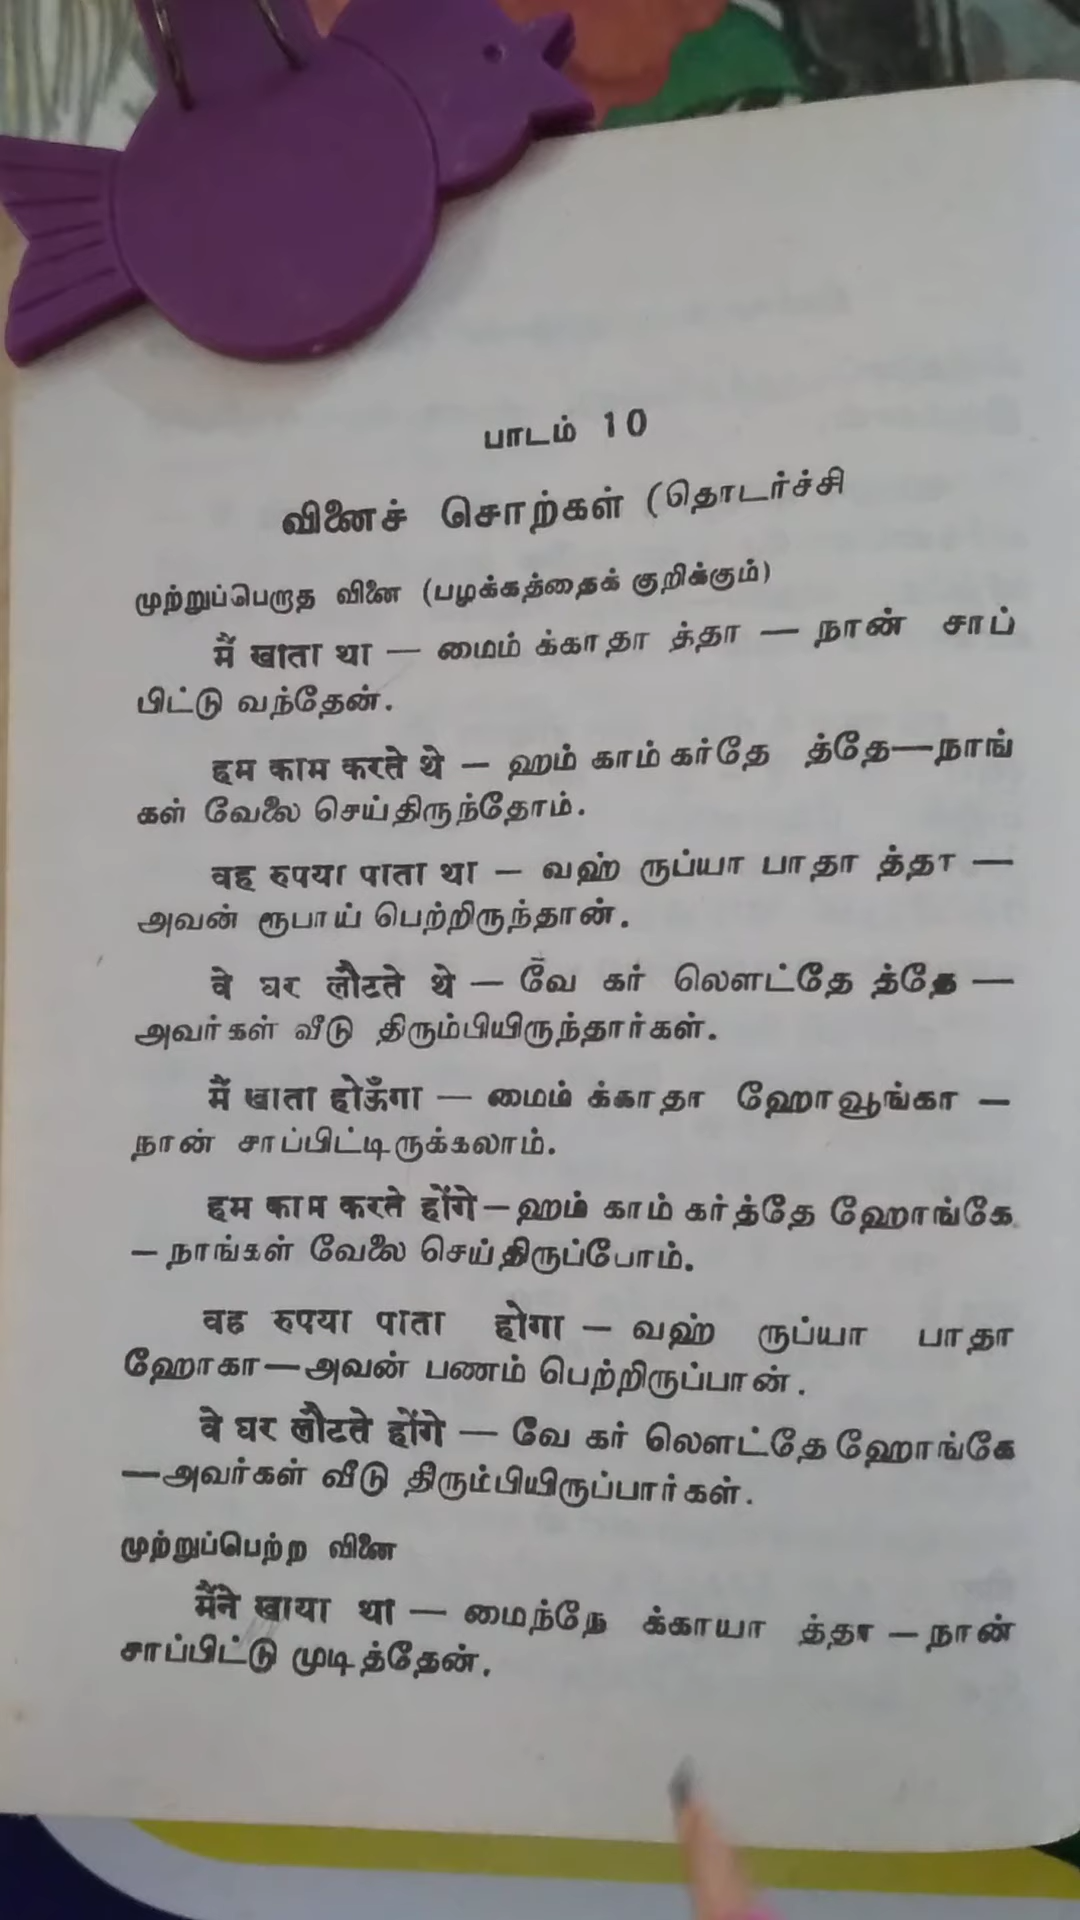 பாடம் 10
வினைச் சொற்கள் (தொடர்ச்சி
முற்றுப்பெறாத வினை (பழக்கத்தைக் குறிக்கும்)
मैं खाता था — மைம் க்காதா த்தா — நான் சாப்
பிட்டு வந்தேன்.
हम काम करते थे — ஹம் காம் கர்தே த்தே—நாங்
கள் வேலை செய்திருந்தோம்.
वह रुपया पाता था — வஹ் ருப்யா பாதா த்தா —
அவன் ரூபாய் பெற்றிருந்தான்.
वे घर लौटते थे — வே கர் லௌட்தே த்தே —
அவர்கள் வீடு திரும்பியிருந்தார்கள்.
मैं खाता होऊँगा — மைம் க்காதா ஹோவூங்கா —
நான் சாப்பிட்டிருக்கலாம்.
हम काम करते होंगे—ஹம் காம் கர்த்தே ஹோங்கே
— நாங்கள் வேலை செய்திருப்போம்.
वह रुपया पाता होगा — வஹ் ருப்யா பாதா
ஹோகா—அவன் பணம் பெற்றிருப்பான்.
वे घर लौटते होंगे — வே கர் லௌட்தே ஹோங்கே
—அவர்கள் வீடு திரும்பியிருப்பார்கள்.
முற்றுப்பெற்ற வினை
मैंने खाया था — மைந்நே க்காயா த்தா — நான்
சாப்பிட்டு முடித்தேன்.